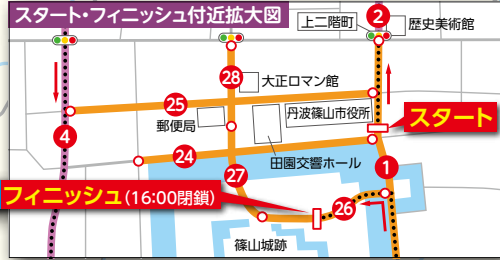 スタート・フィニッシュ付近拡大図
上二階町
2
歴史美術館
28
大正ロマン館
25
4
郵便局
丹波篠山市役所
スタート
24
田園交響ホール
27
1
フィニッシュ(16:00閉鎖)
26
篠山城跡